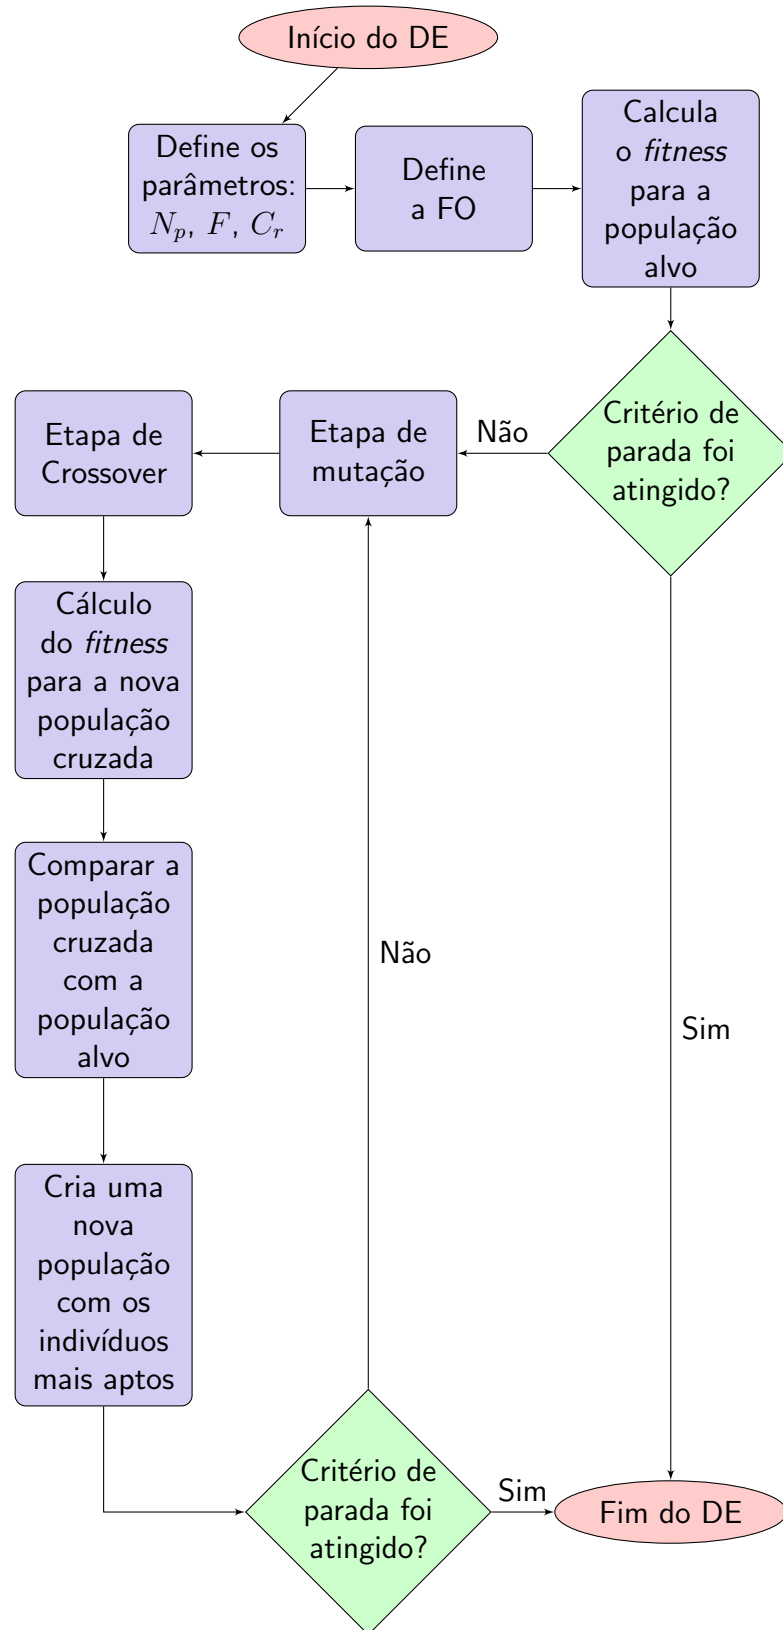 Início do DE
Define os
parâmetros:
N_p, F, C_r
Define
a FO
Calcula
o fitness
para a
população
alvo
Critério de
parada foi
atingido?
Não
Etapa de
mutação
Etapa de
Crossover
Cálculo
do fitness
para a nova
população
cruzada
Comparar a
população
cruzada
com a
população
alvo
Não
Sim
Cria uma
nova
população
com os
indivíduos
mais aptos
Critério de
parada foi
atingido?
Sim
Fim do DE